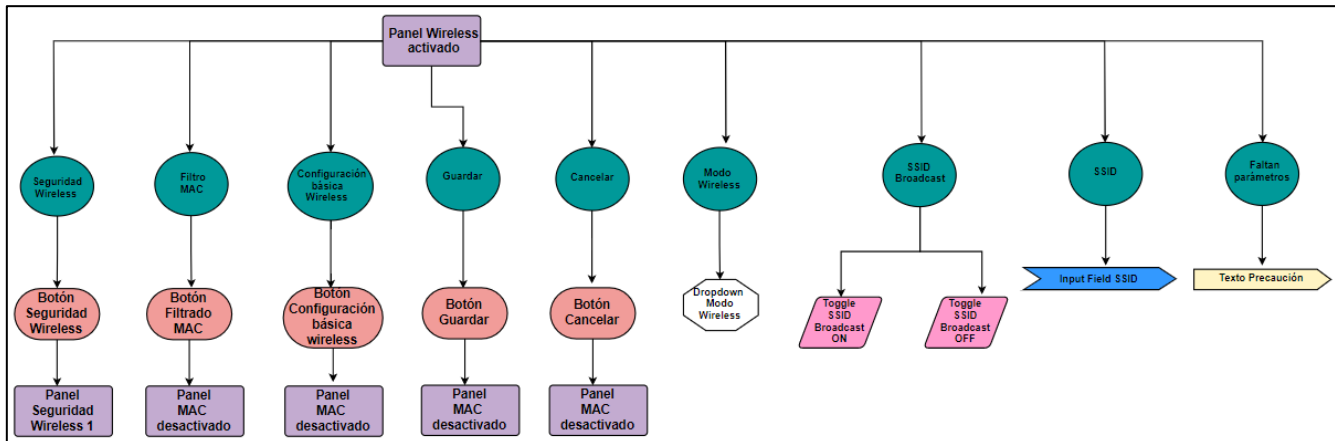 Panel Wireless
activado
Seguridad
Wireless
Filtro
MAC
Configuración
básica
Wireless
Guardar
Cancelar
Modo
Wireless
SSID
Broadcast
SSID
Faltan
parámetros
Botón
Seguridad
Wireless
Botón
Filtrado
MAC
Botón
Configuración
básica
wireless
Botón
Guardar
Botón
Cancelar
Dropdown
Modo
Wireless
Toggle
SSID
Broadcast
ON
Toggle
SSID
Broadcast
OFF
Input Field SSID
Texto Precaución
Panel
Seguridad
Wireless 1
Panel
MAC
desactivado
Panel
MAC
desactivado
Panel
MAC
desactivado
Panel
MAC
desactivado